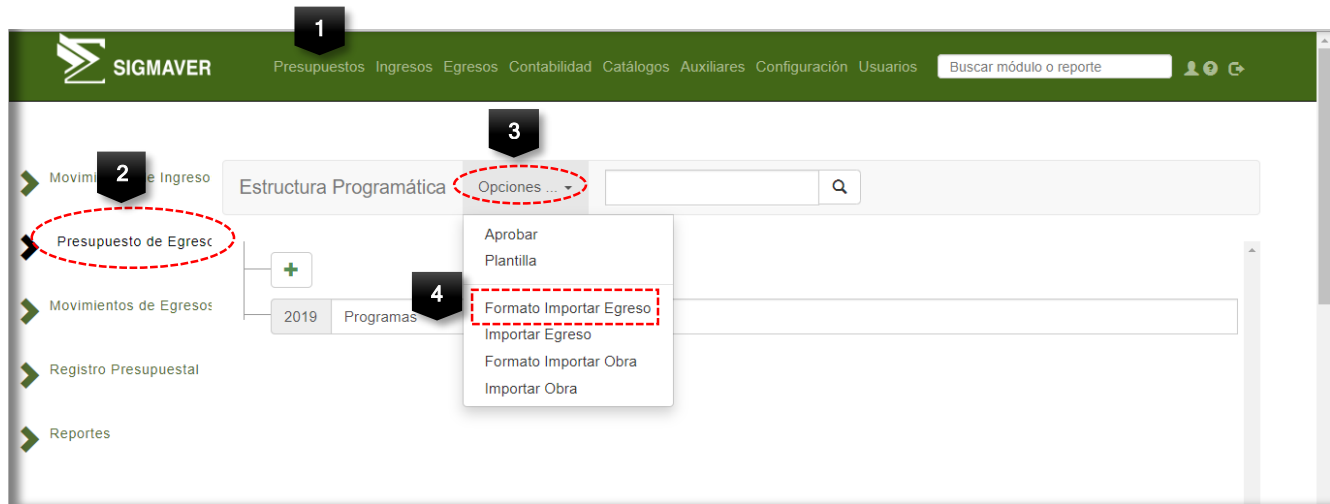 1
SIGMAVER
Presupuestos Ingresos Egresos Contabilidad Catálogos Auxiliares Configuración Usuarios
Buscar módulo o reporte
3
2
Movimi e Ingreso
Estructura Programática
Opciones ...
Presupuesto de Egresc
Aprobar
Plantilla
4
Movimientos de Egresos
2019 Programas
Formato Importar Egreso
Importar Egreso
Formato Importar Obra
Importar Obra
Registro Presupuestal
Reportes